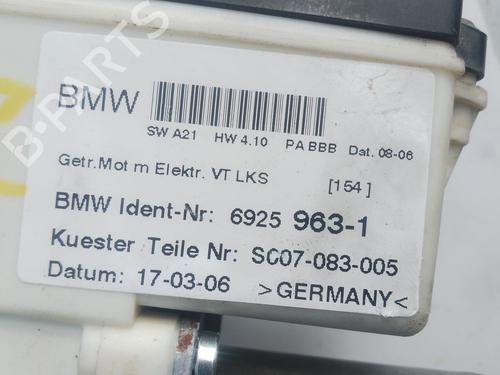 BMW
SW A21 HW 4.10 PA BBB Dat. 08-06
Getr.Mot m Elektr. VT LKS [154]
BMW Ident-Nr: 6925 963-1
Kuester Teile Nr: SC07-083-005
Datum: 17-03-06 >GERMANY<
B-PARTS